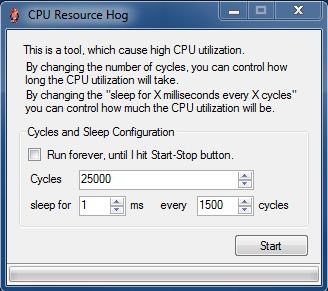 CPU Resource Hog
This is a tool, which cause high CPU utilization.
By changing the number of cycles, you can control how
long the CPU utilization will take.
By changing the "sleep for X milliseconds every X cycles"
you can control how much the CPU utilization will be.
Cycles and Sleep Configuration
Run forever, until I hit Start-Stop button.
Cycles 25000
sleep for 1 ms every 1500 cycles
Start